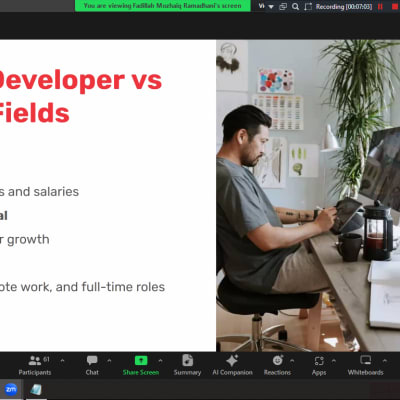 You are viewing Fadillah Mozhaiq Ramadhani's screen
Vi
Recording [00:07:03]
Developer vs
Fields
s and salaries
al
r growth
ote work, and full-time roles
61
Participants
Chat
Share Screen
Summary
AI Companion
Reactions
Apps
Whiteboards
zm